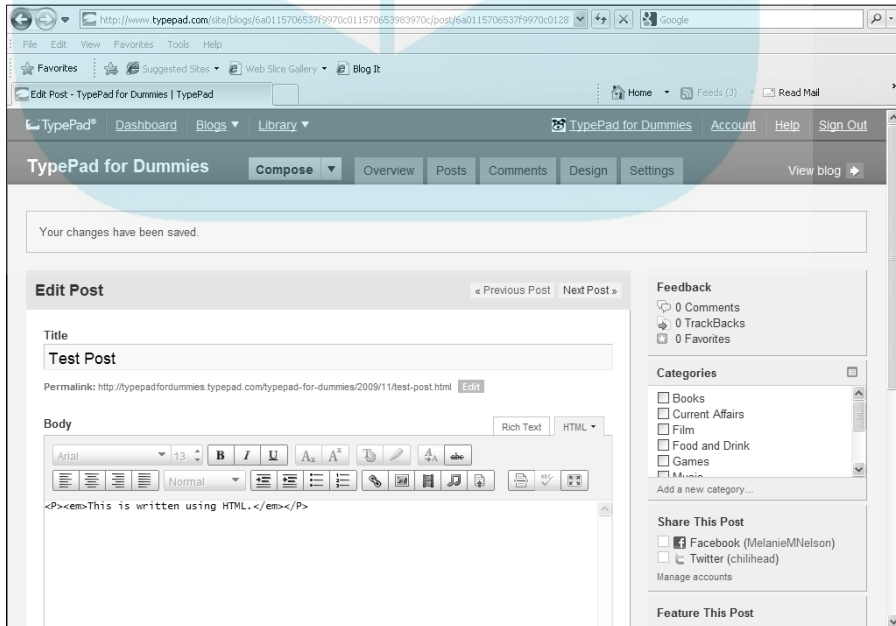 http://www.typepad.com/site/blogs/6a0115706537f9970c011570653983970c/post/6a0115706537f9970c0128 Google
File Edit View Favorites Tools Help
Favorites Suggested Sites Web Slice Gallery Blog It
Edit Post - TypePad for Dummies | TypePad Home Feeds (J) Read Mail
TypePad® Dashboard Blogs Library TypePad for Dummies Account Help Sign Out
TypePad for Dummies Compose Overview Posts Comments Design Settings View blog
Your changes have been saved.
Edit Post « Previous Post Next Post »
Title
Test Post
Permalink: http://typepadfordummies.typepad.com/typepad-for-dummies/2009/11/test-post.html Edit
Body Rich Text HTML
Arial 13 B I U Aₓ Aˣ abc
Normal ABC
<P><em>This is written using HTML.</em></P>
Feedback
0 Comments
0 TrackBacks
0 Favorites
Categories
Books
Current Affairs
Film
Food and Drink
Games
Music
Add a new category...
Share This Post
Facebook (MelanieMNelson)
Twitter (chilihead)
Manage accounts
Feature This Post